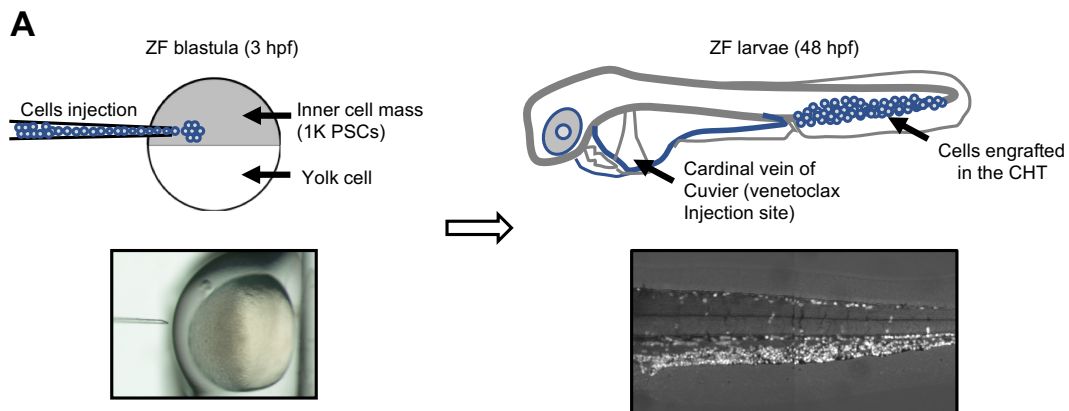 A
ZF blastula (3 hpf)
Cells injection
Inner cell mass
(1K PSCs)
Yolk cell
ZF larvae (48 hpf)
Cardinal vein of
Cuvier (venetoclax
Injection site)
Cells engrafted
in the CHT